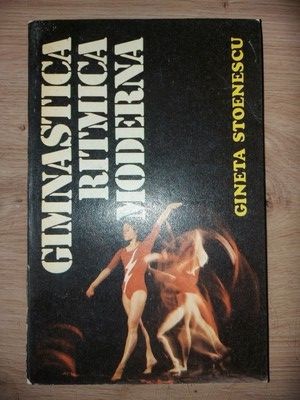 GIMNASTICA
RITMICA
MODERNA
GINETA STOENESCU